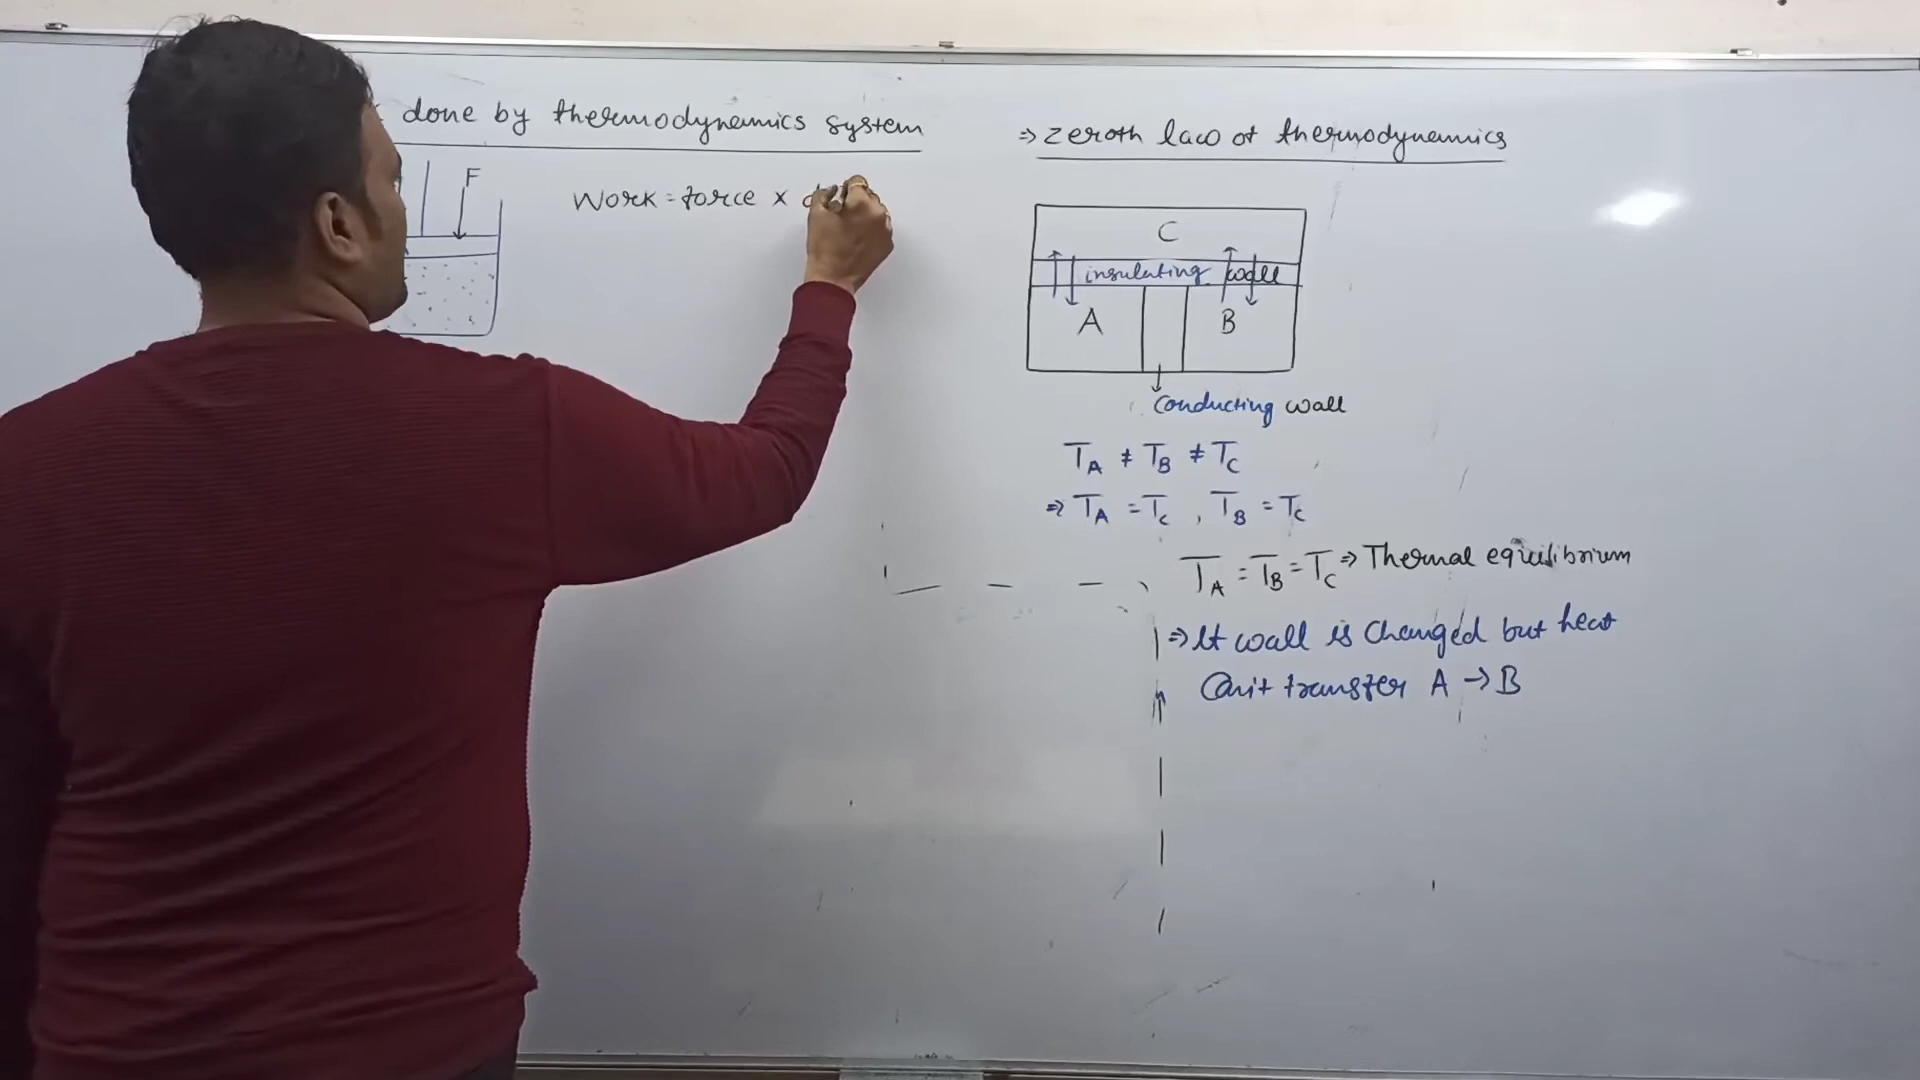 done by thermodynamics system
F
Work = force ×
⇒ zeroth law of thermodynamics
C
insulating wall
A
B
conducting wall
T_A ≠ T_B ≠ T_C
⇒ T_A = T_C , T_B = T_C
T_A = T_B = T_C ⇒ Thermal equilibrium
⇒ If wall is changed but heat
Can't transfer A → B